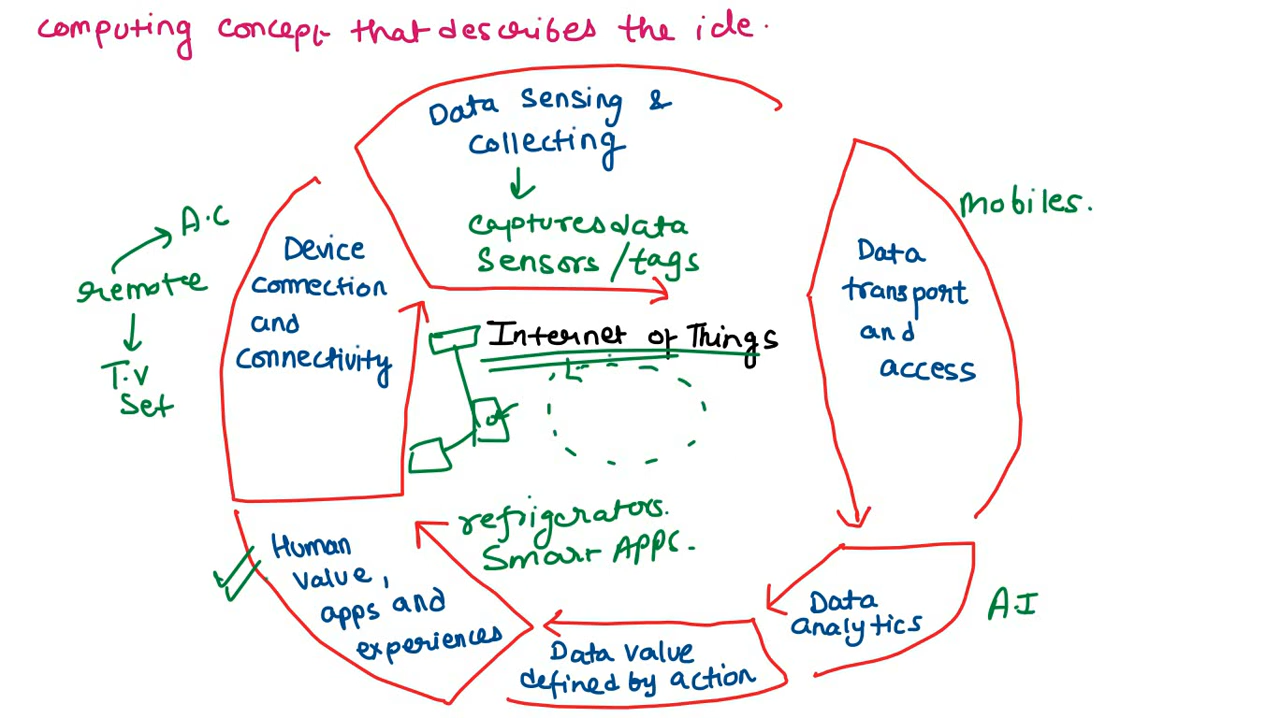 computing concept that describes the ide.
Data Sensing &
collecting
captures data
Sensors / tags
mobiles.
A.C
remote
T.V
Set
Device
connection
and
connectivity
Internet of Things
Data
transport
and
access
refrigerators.
Smart APPS.
Human
value,
apps and
experiences
Data value
defined by action
Data
analytics
A.I